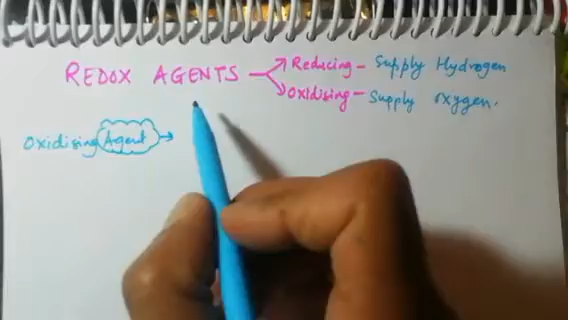 REDOX AGENTS → Reducing - Supply Hydrogen
→ Oxidising - Supply oxygen.
Oxidising Agent →